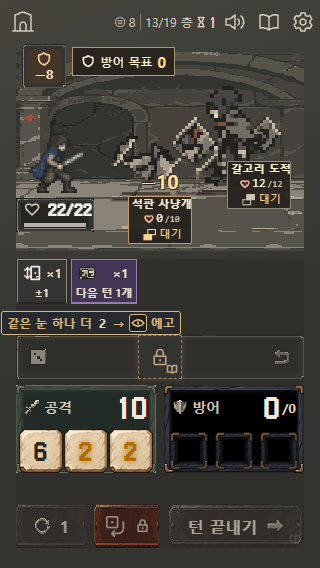 8 | 13/19 층 1
−8
방어 목표 0
−10
갈고리 도적
12/12
대기
석판 사냥개
0/10
대기
22/22
×1
±1
×1
다음 턴 1개
같은 눈 하나 더 2 → 예고
공격 10
방어 0/0
6 2 2
1
턴 끝내기